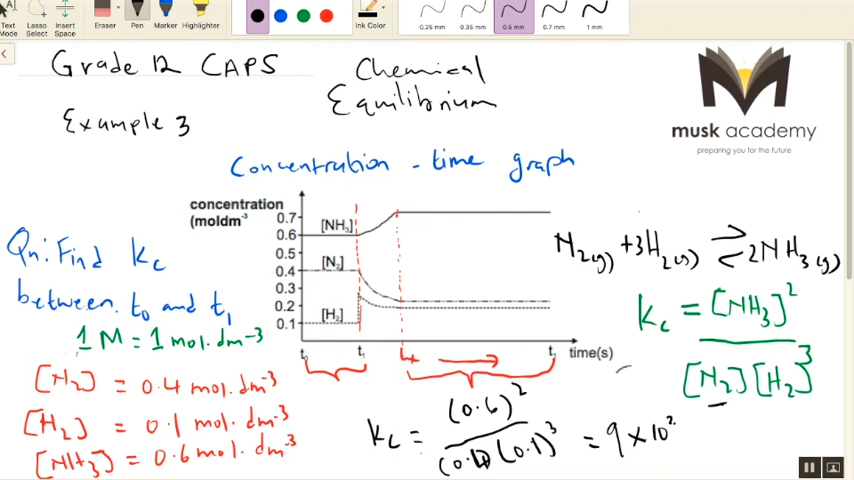 Text Mode
Lasso Select
Insert Space
Eraser
Pen
Marker
Highlighter
Ink Color
0.25 mm
0.35 mm
0.5 mm
0.7 mm
1 mm
Grade 12 CAPS
Chemical
Equilibrium
Example 3
musk academy
preparing you for the future
Concentration - time graph
concentration
(moldm⁻³
0.7
0.6
0.4
0.3
0.2
0.1
[NH₃]
[N₂]
[H₂]
t₁
t₁
time(s)
Qn: Find Kc
between t₀ and t₁
1 M = 1 mol.dm⁻³
[N₂] = 0.4 mol.dm⁻³
[H₂] = 0.1 mol.dm⁻³
[NH3] = 0.6 mol.dm⁻³
N₂(g) + 3H₂(g) ⇌ 2NH₃(g)
Kc = [NH₃]²
[N₂][H₂]³
Kc = (0.6)²
(0.4)(0.1)³
= 9 × 10²